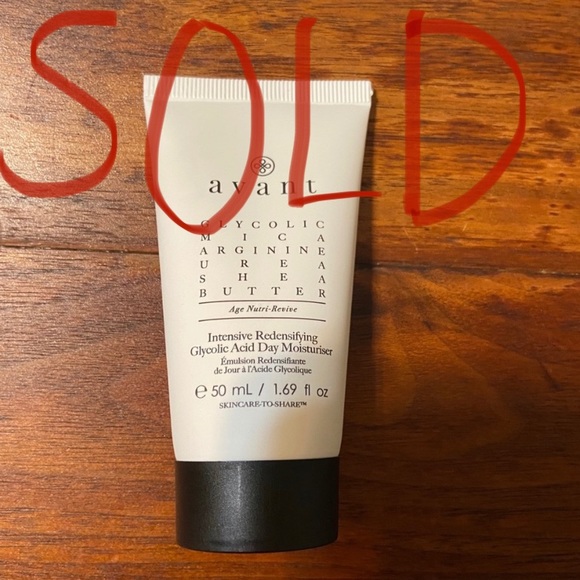 SOLD
avant
GLYCOLIC
MICA
ARGININE
UREA
SHEA
BUTTER
Age Nutri-Revive
Intensive Redensifying
Glycolic Acid Day Moisturiser
Émulsion Redensifiante
de Jour à l'Acide Glycolique
℮ 50 mL / 1.69 fl oz
SKINCARE-TO-SHARE™